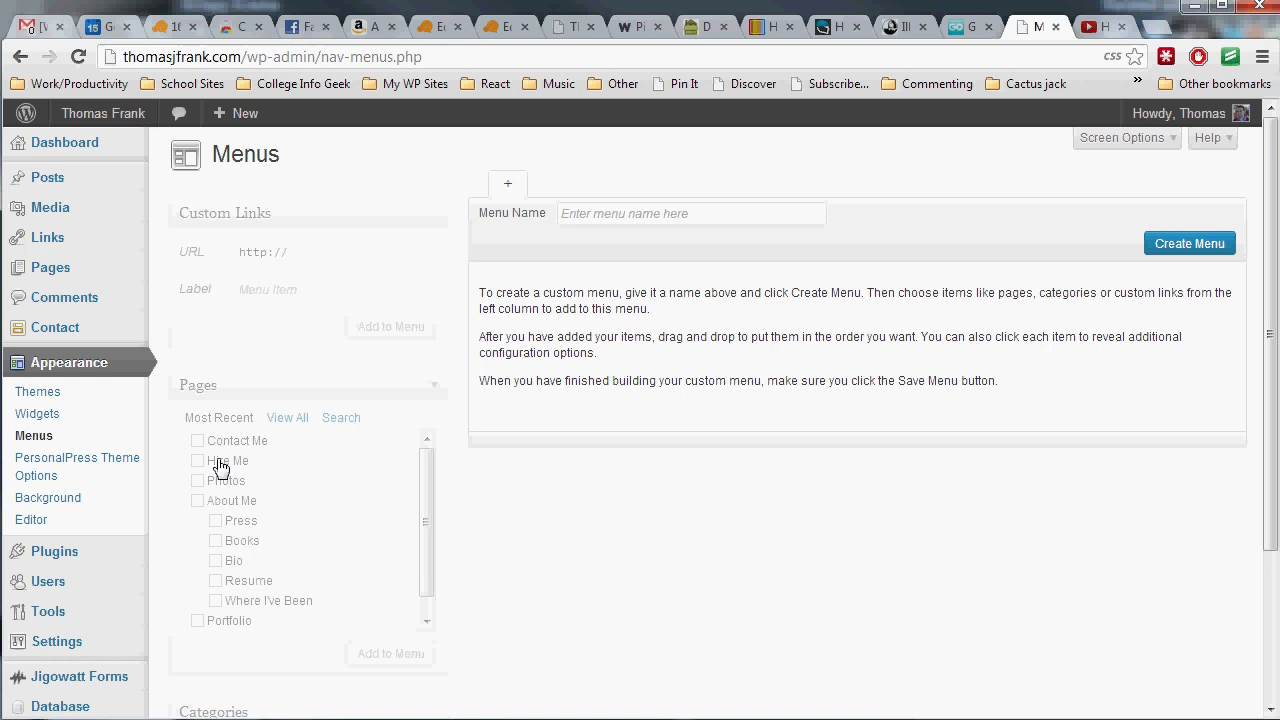 thomasjfrank.com/wp-admin/nav-menus.php
CSS
Work/Productivity School Sites College Info Geek My WP Sites React Music Other Pin It Discover Subscribe... Commenting Cactus jack » Other bookmarks
Thomas Frank + New Howdy, Thomas
Screen Options Help
Menus
Dashboard
Posts
Media
Links
Pages
Comments
Contact
Appearance
Themes
Widgets
Menus
PersonalPress Theme
Options
Background
Editor
Plugins
Users
Tools
Settings
Jigowatt Forms
Database
Custom Links
URL http://
Label Menu Item
Add to Menu
Pages
Most Recent View All Search
Contact Me
Hire Me
Photos
About Me
Press
Books
Bio
Resume
Where I've Been
Portfolio
Add to Menu
Categories
+
Menu Name Enter menu name here
Create Menu
To create a custom menu, give it a name above and click Create Menu. Then choose items like pages, categories or custom links from the
left column to add to this menu.
After you have added your items, drag and drop to put them in the order you want. You can also click each item to reveal additional
configuration options.
When you have finished building your custom menu, make sure you click the Save Menu button.